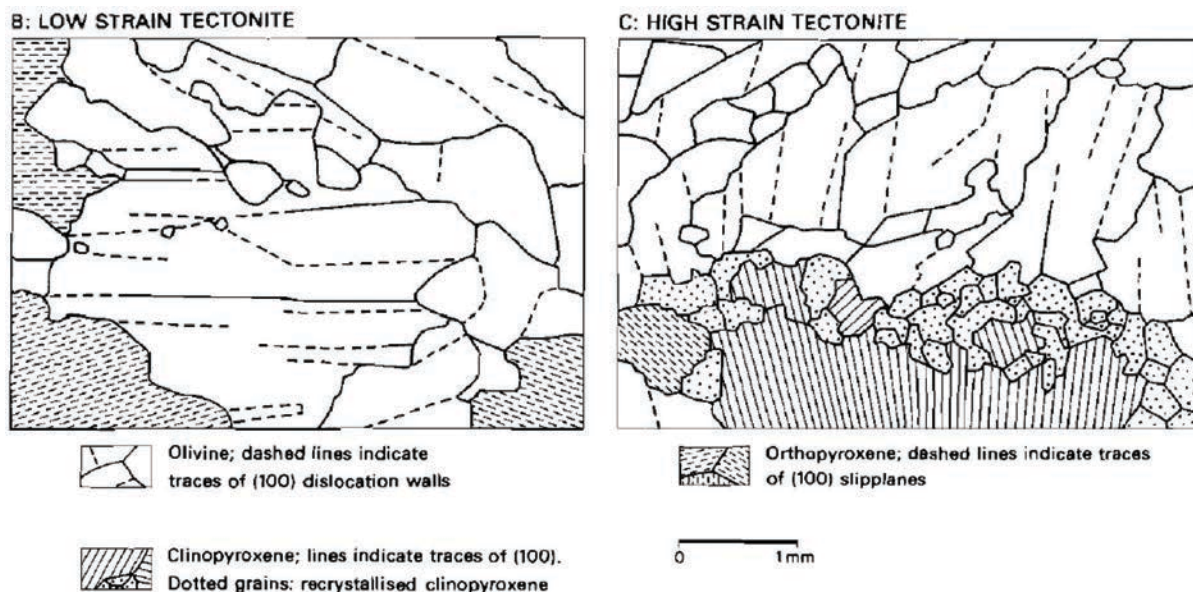 B: LOW STRAIN TECTONITE
C: HIGH STRAIN TECTONITE
Olivine; dashed lines indicate
traces of (100) dislocation walls
Orthopyroxene; dashed lines indicate traces
of (100) slipplanes
Clinopyroxene; lines indicate traces of (100).
Dotted grains: recrystallised clinopyroxene
0 1mm